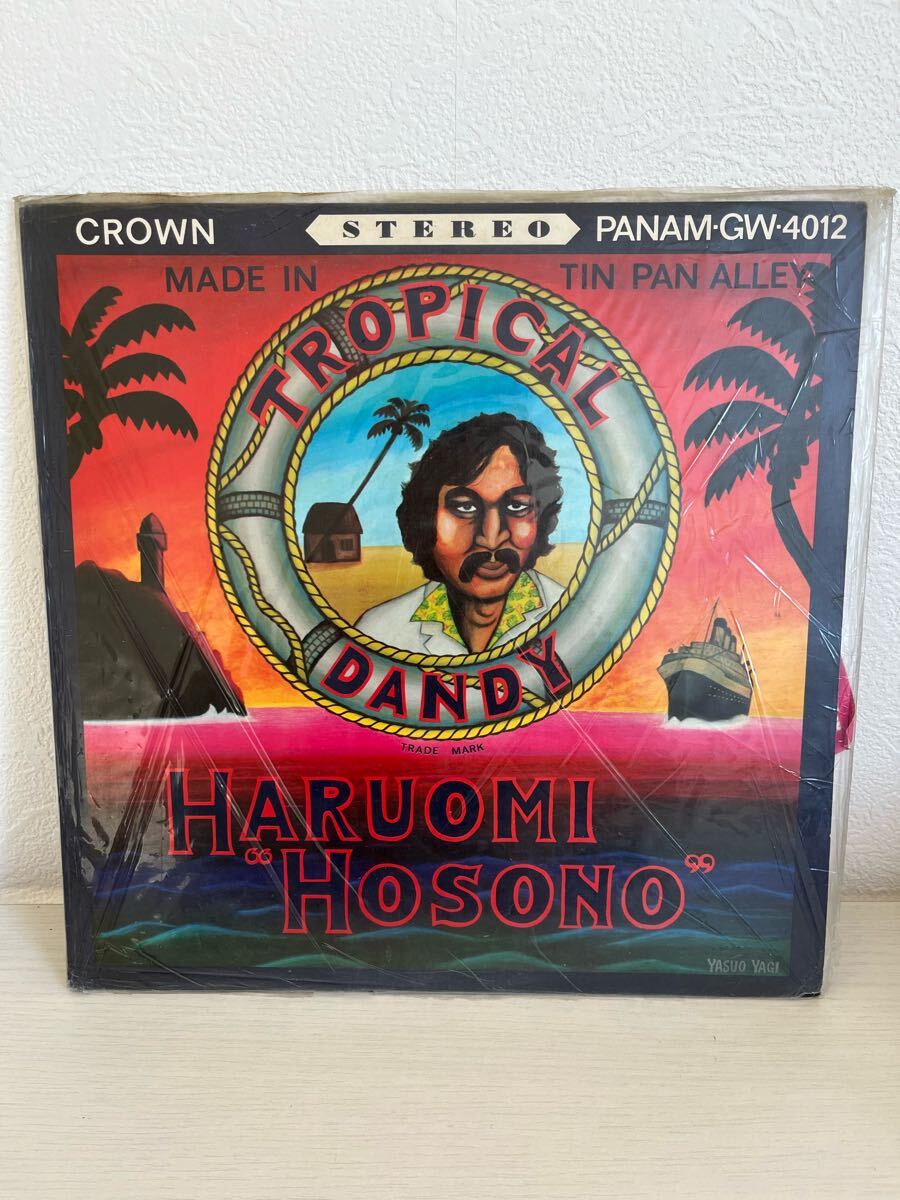 CROWN STEREO PANAM·GW·4012
MADE IN TIN PAN ALLEY
TROPICAL
DANDY
TRADE MARK
HARUOMI
"HOSONO"
YASUO YAGI